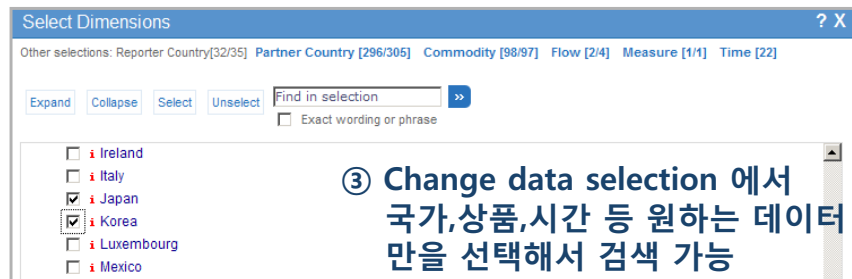 Select Dimensions ? X
Other selections: Reporter Country[32/35] Partner Country [296/305] Commodity [98/97] Flow [2/4] Measure [1/1] Time [22]
Expand Collapse Select Unselect Find in selection »
Exact wording or phrase
i Ireland
i Italy
i Japan
i Korea
i Luxembourg
i Mexico
③ Change data selection 에서
국가,상품,시간 등 원하는 데이터
만을 선택해서 검색 가능